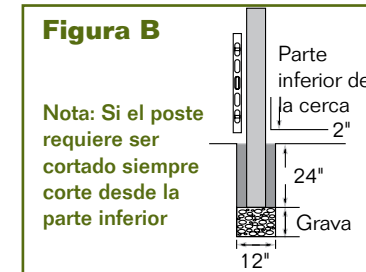 Figura B
Nota: Si el poste
requiere ser
cortado siempre
corte desde la
parte inferior
Parte
inferior de
la cerca
2"
24"
Grava
12"